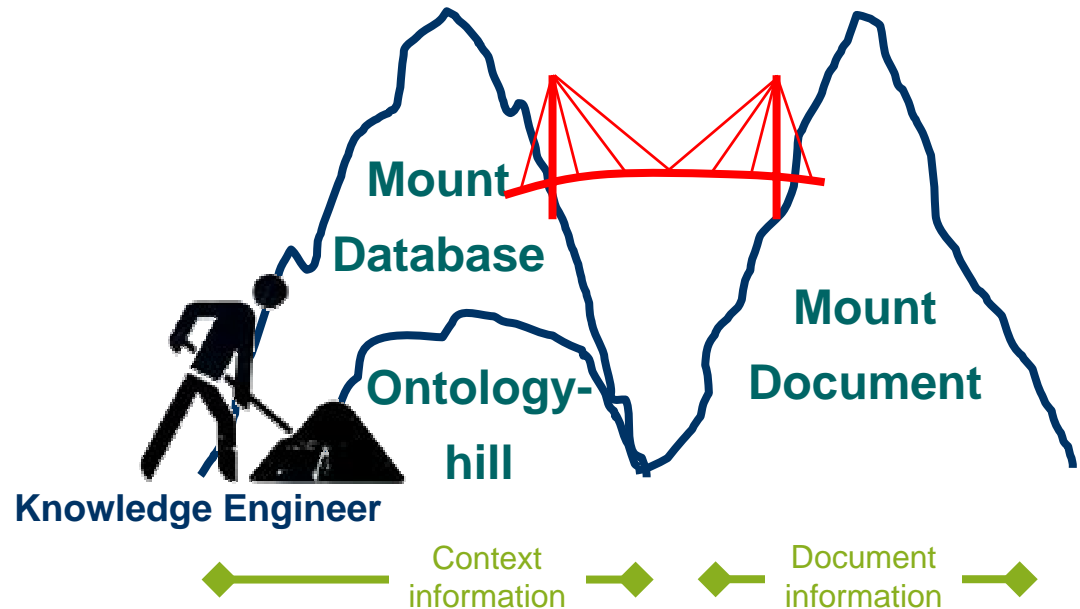 Mount
Database
Mount
Document
Ontology-
hill
Knowledge Engineer
Context
information
Document
information